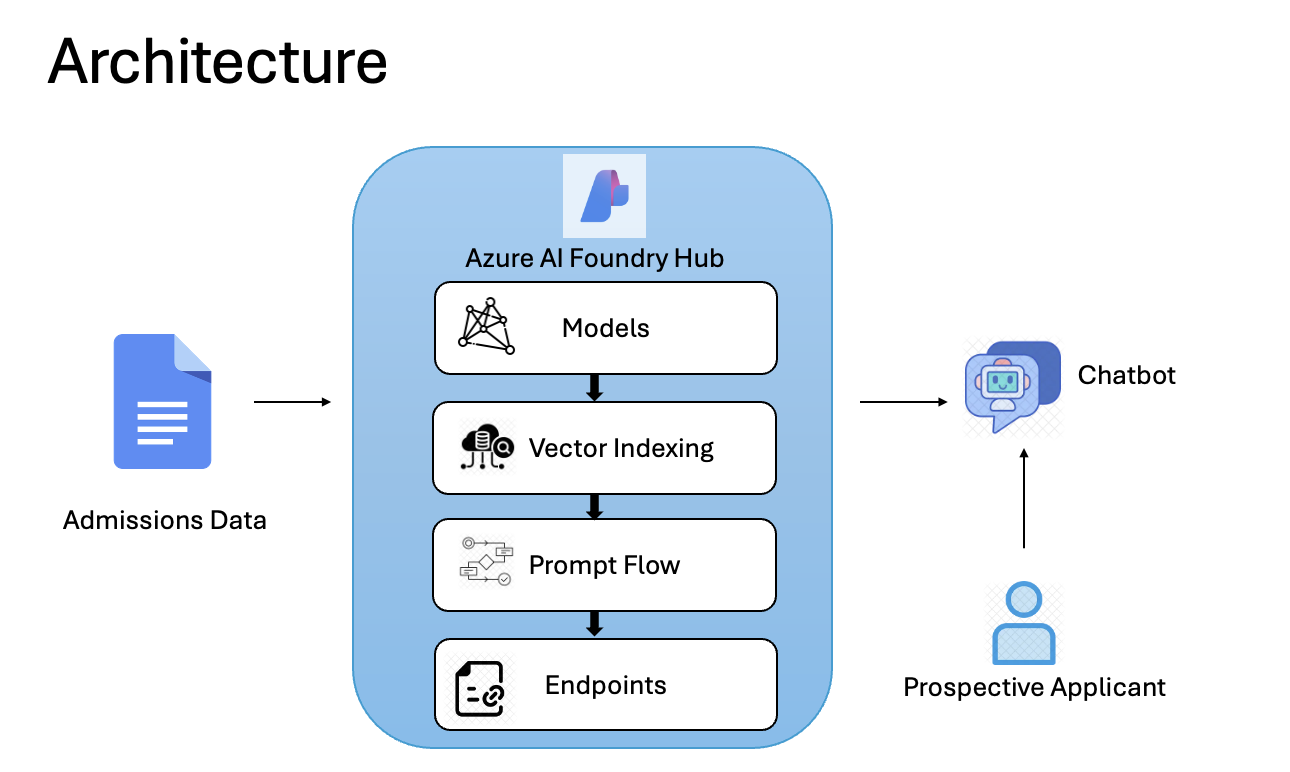 Architecture
Azure AI Foundry Hub
Models
Vector Indexing
Prompt Flow
Endpoints
Admissions Data
Chatbot
Prospective Applicant